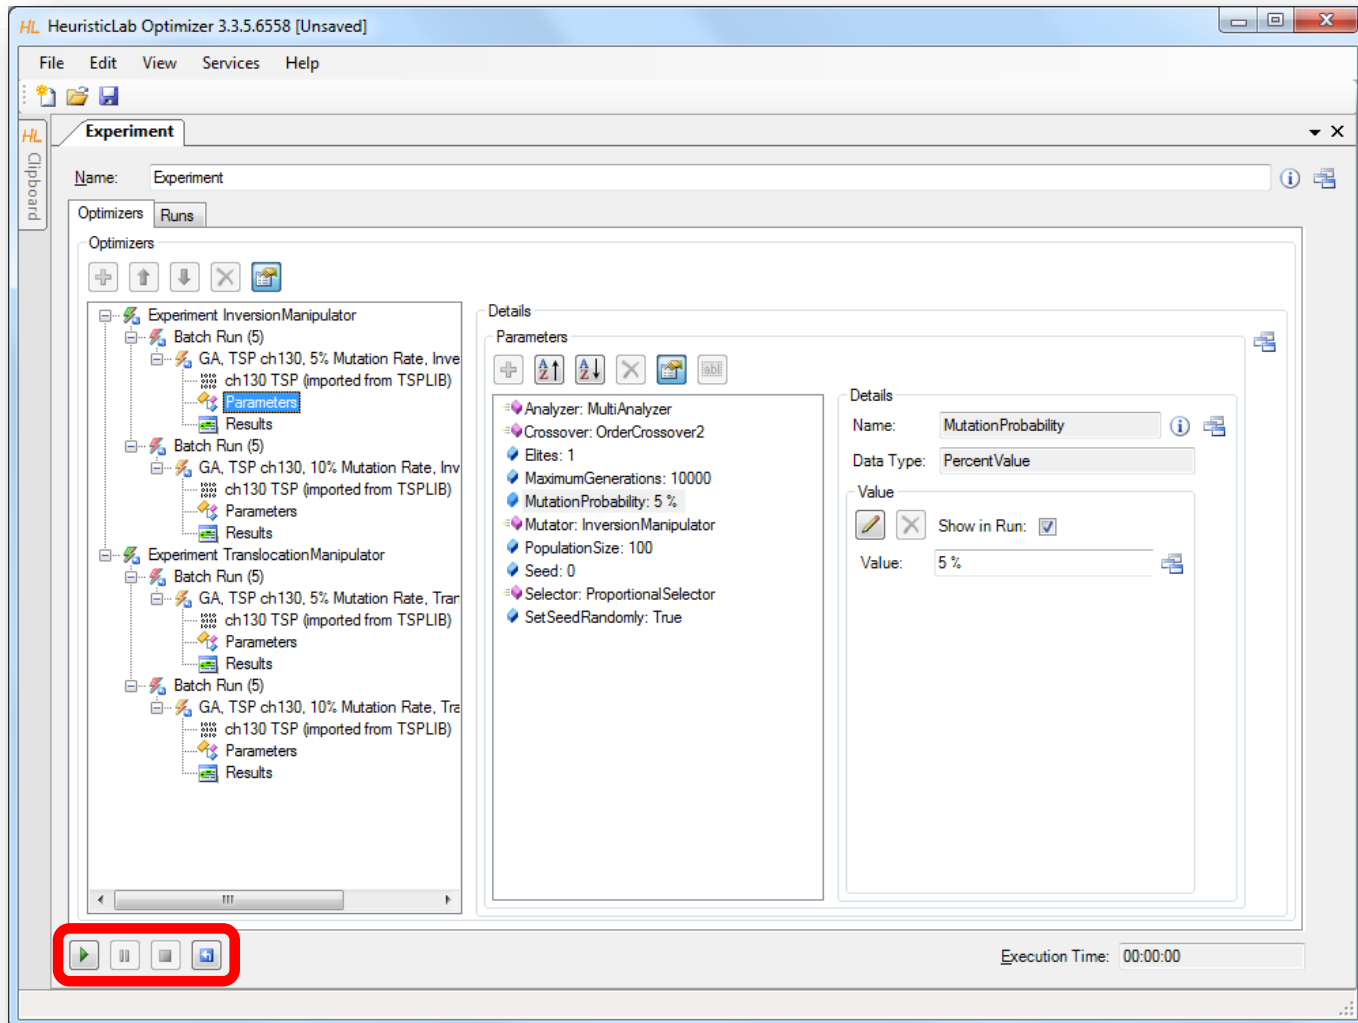 HL HeuristicLab Optimizer 3.3.5.6558 [Unsaved]
File Edit View Services Help
HL Clipboard
Experiment
Name: Experiment
Optimizers Runs
Optimizers
Experiment InversionManipulator
Batch Run (5)
GA, TSP ch130, 5% Mutation Rate, Inve
ch130 TSP (imported from TSPLIB)
Parameters
Results
Batch Run (5)
GA, TSP ch130, 10% Mutation Rate, Inv
ch130 TSP (imported from TSPLIB)
Parameters
Results
Experiment TranslocationManipulator
Batch Run (5)
GA, TSP ch130, 5% Mutation Rate, Tran
ch130 TSP (imported from TSPLIB)
Parameters
Results
Batch Run (5)
GA, TSP ch130, 10% Mutation Rate, Tra
ch130 TSP (imported from TSPLIB)
Parameters
Results
Details
Parameters
Analyzer: MultiAnalyzer
Crossover: OrderCrossover2
Elites: 1
MaximumGenerations: 10000
MutationProbability: 5 %
Mutator: InversionManipulator
PopulationSize: 100
Seed: 0
Selector: ProportionalSelector
SetSeedRandomly: True
Details
Name: MutationProbability
Data Type: PercentValue
Value
Show in Run:
Value: 5 %
Execution Time: 00:00:00